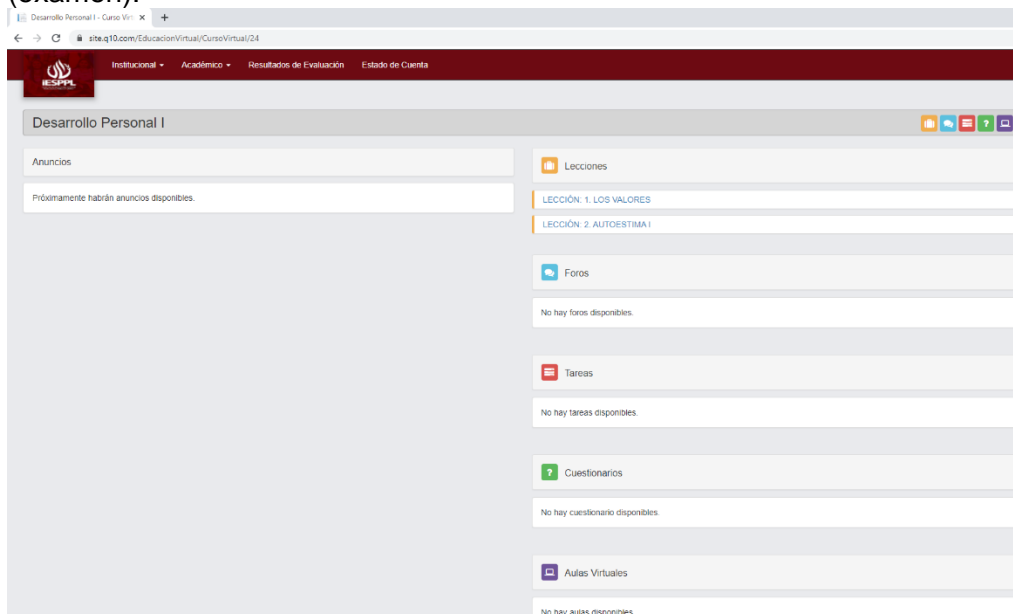 (examen).
Desarrollo Personal I - Curso Virt
site.q10.com/EducacionVirtual/CursoVirtual/24
IESPPL
Institucional Académico Resultados de Evaluación Estado de Cuenta
Desarrollo Personal I
Anuncios
Próximamente habrán anuncios disponibles.
Lecciones
LECCIÓN: 1. LOS VALORES
LECCIÓN: 2. AUTOESTIMA I
Foros
No hay foros disponibles.
Tareas
No hay tareas disponibles.
Cuestionarios
No hay cuestionario disponibles.
Aulas Virtuales
No hay aulas disponibles.